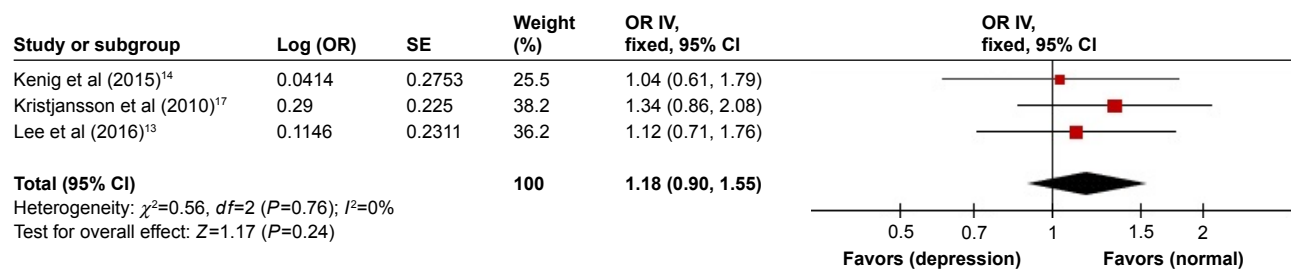 Study or subgroup Log (OR) SE Weight (%) OR IV, fixed, 95% CI OR IV, fixed, 95% CI
Kenig et al (2015)¹⁴ 0.0414 0.2753 25.5 1.04 (0.61, 1.79)
Kristjansson et al (2010)¹⁷ 0.29 0.225 38.2 1.34 (0.86, 2.08)
Lee et al (2016)¹³ 0.1146 0.2311 36.2 1.12 (0.71, 1.76)
Total (95% CI) 100 1.18 (0.90, 1.55)
Heterogeneity: χ²=0.56, df=2 (P=0.76); I²=0%
Test for overall effect: Z=1.17 (P=0.24)
0.5 0.7 1 1.5 2
Favors (depression) Favors (normal)